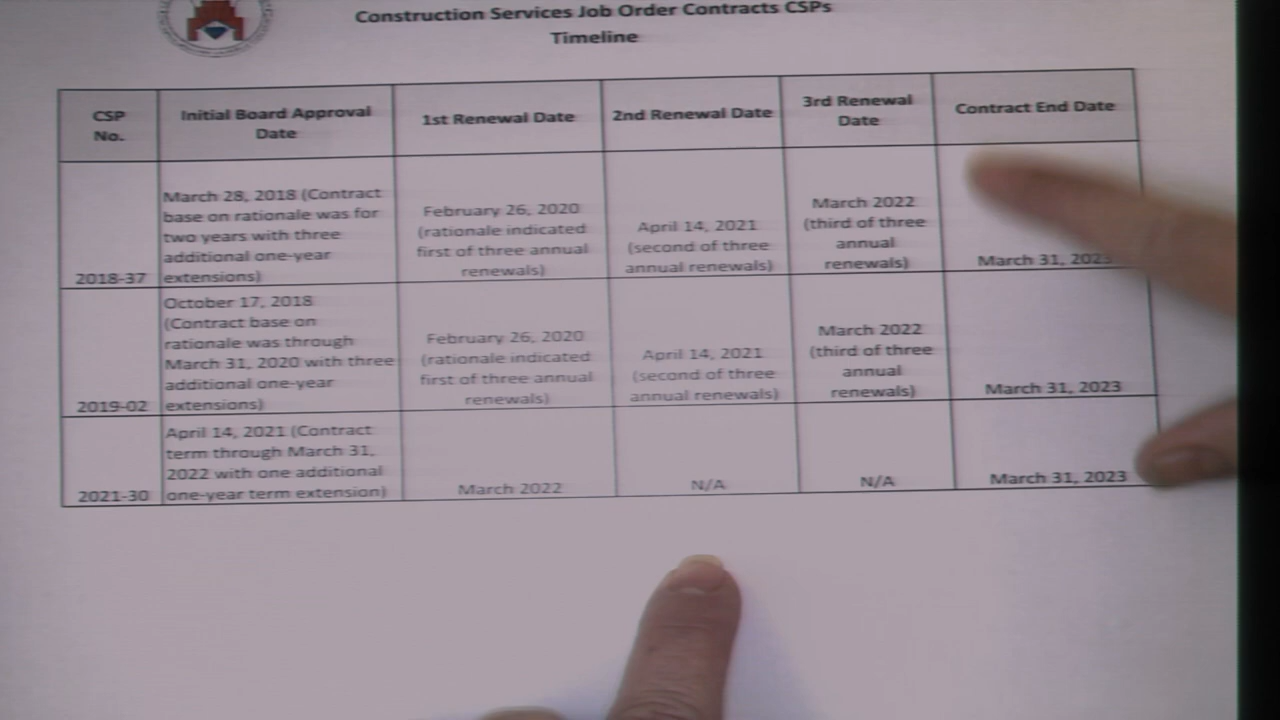 Construction Services Job Order Contracts CSPs
Timeline
CSP
No.
Initial Board Approval
Date
1st Renewal Date
2nd Renewal Date
3rd Renewal
Date
Contract End Date
2018-37
March 28, 2018 (Contract
base on rationale was for
two years with three
additional one-year
extensions)
February 26, 2020
(rationale indicated
first of three annual
renewals)
April 14, 2021
(second of three
annual renewals)
March 2022
(third of three
annual
renewals)
March 31, 2023
2019-02
October 17, 2018
(Contract base on
rationale was through
March 31, 2020 with three
additional one-year
extensions)
February 26, 2020
(rationale indicated
first of three annual
renewals)
April 14, 2021
(second of three
annual renewals)
March 2022
(third of three
annual
renewals)
March 31, 2023
2021-30
April 14, 2021 (Contract
term through March 31,
2022 with one additional
one-year term extension)
March 2022
N/A
N/A
March 31, 2023